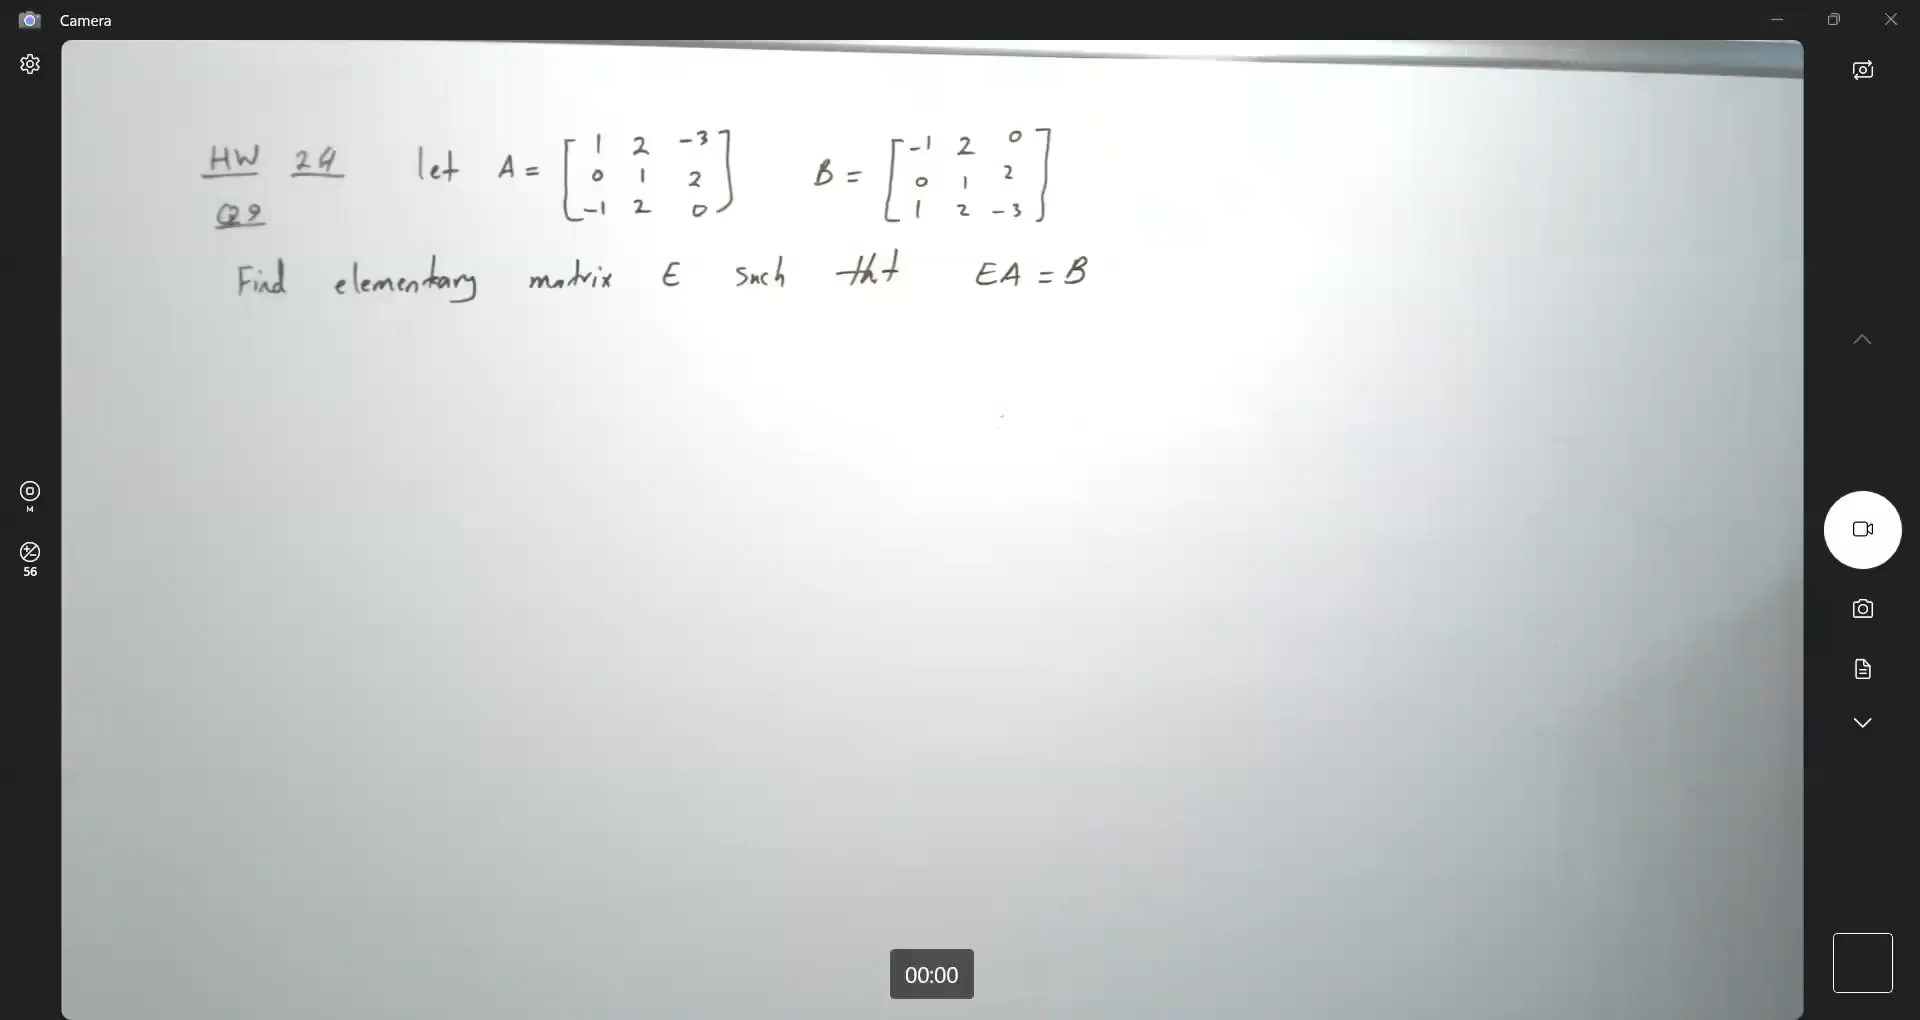 Camera
HW 24 let A = [ 1 2 -3 B = [ -1 2 0
0 1 2 0 1 2
-1 2 0 ] 1 2 -3 ]
Q9
Find elementary matrix E such tht EA = B
M
56
00:00